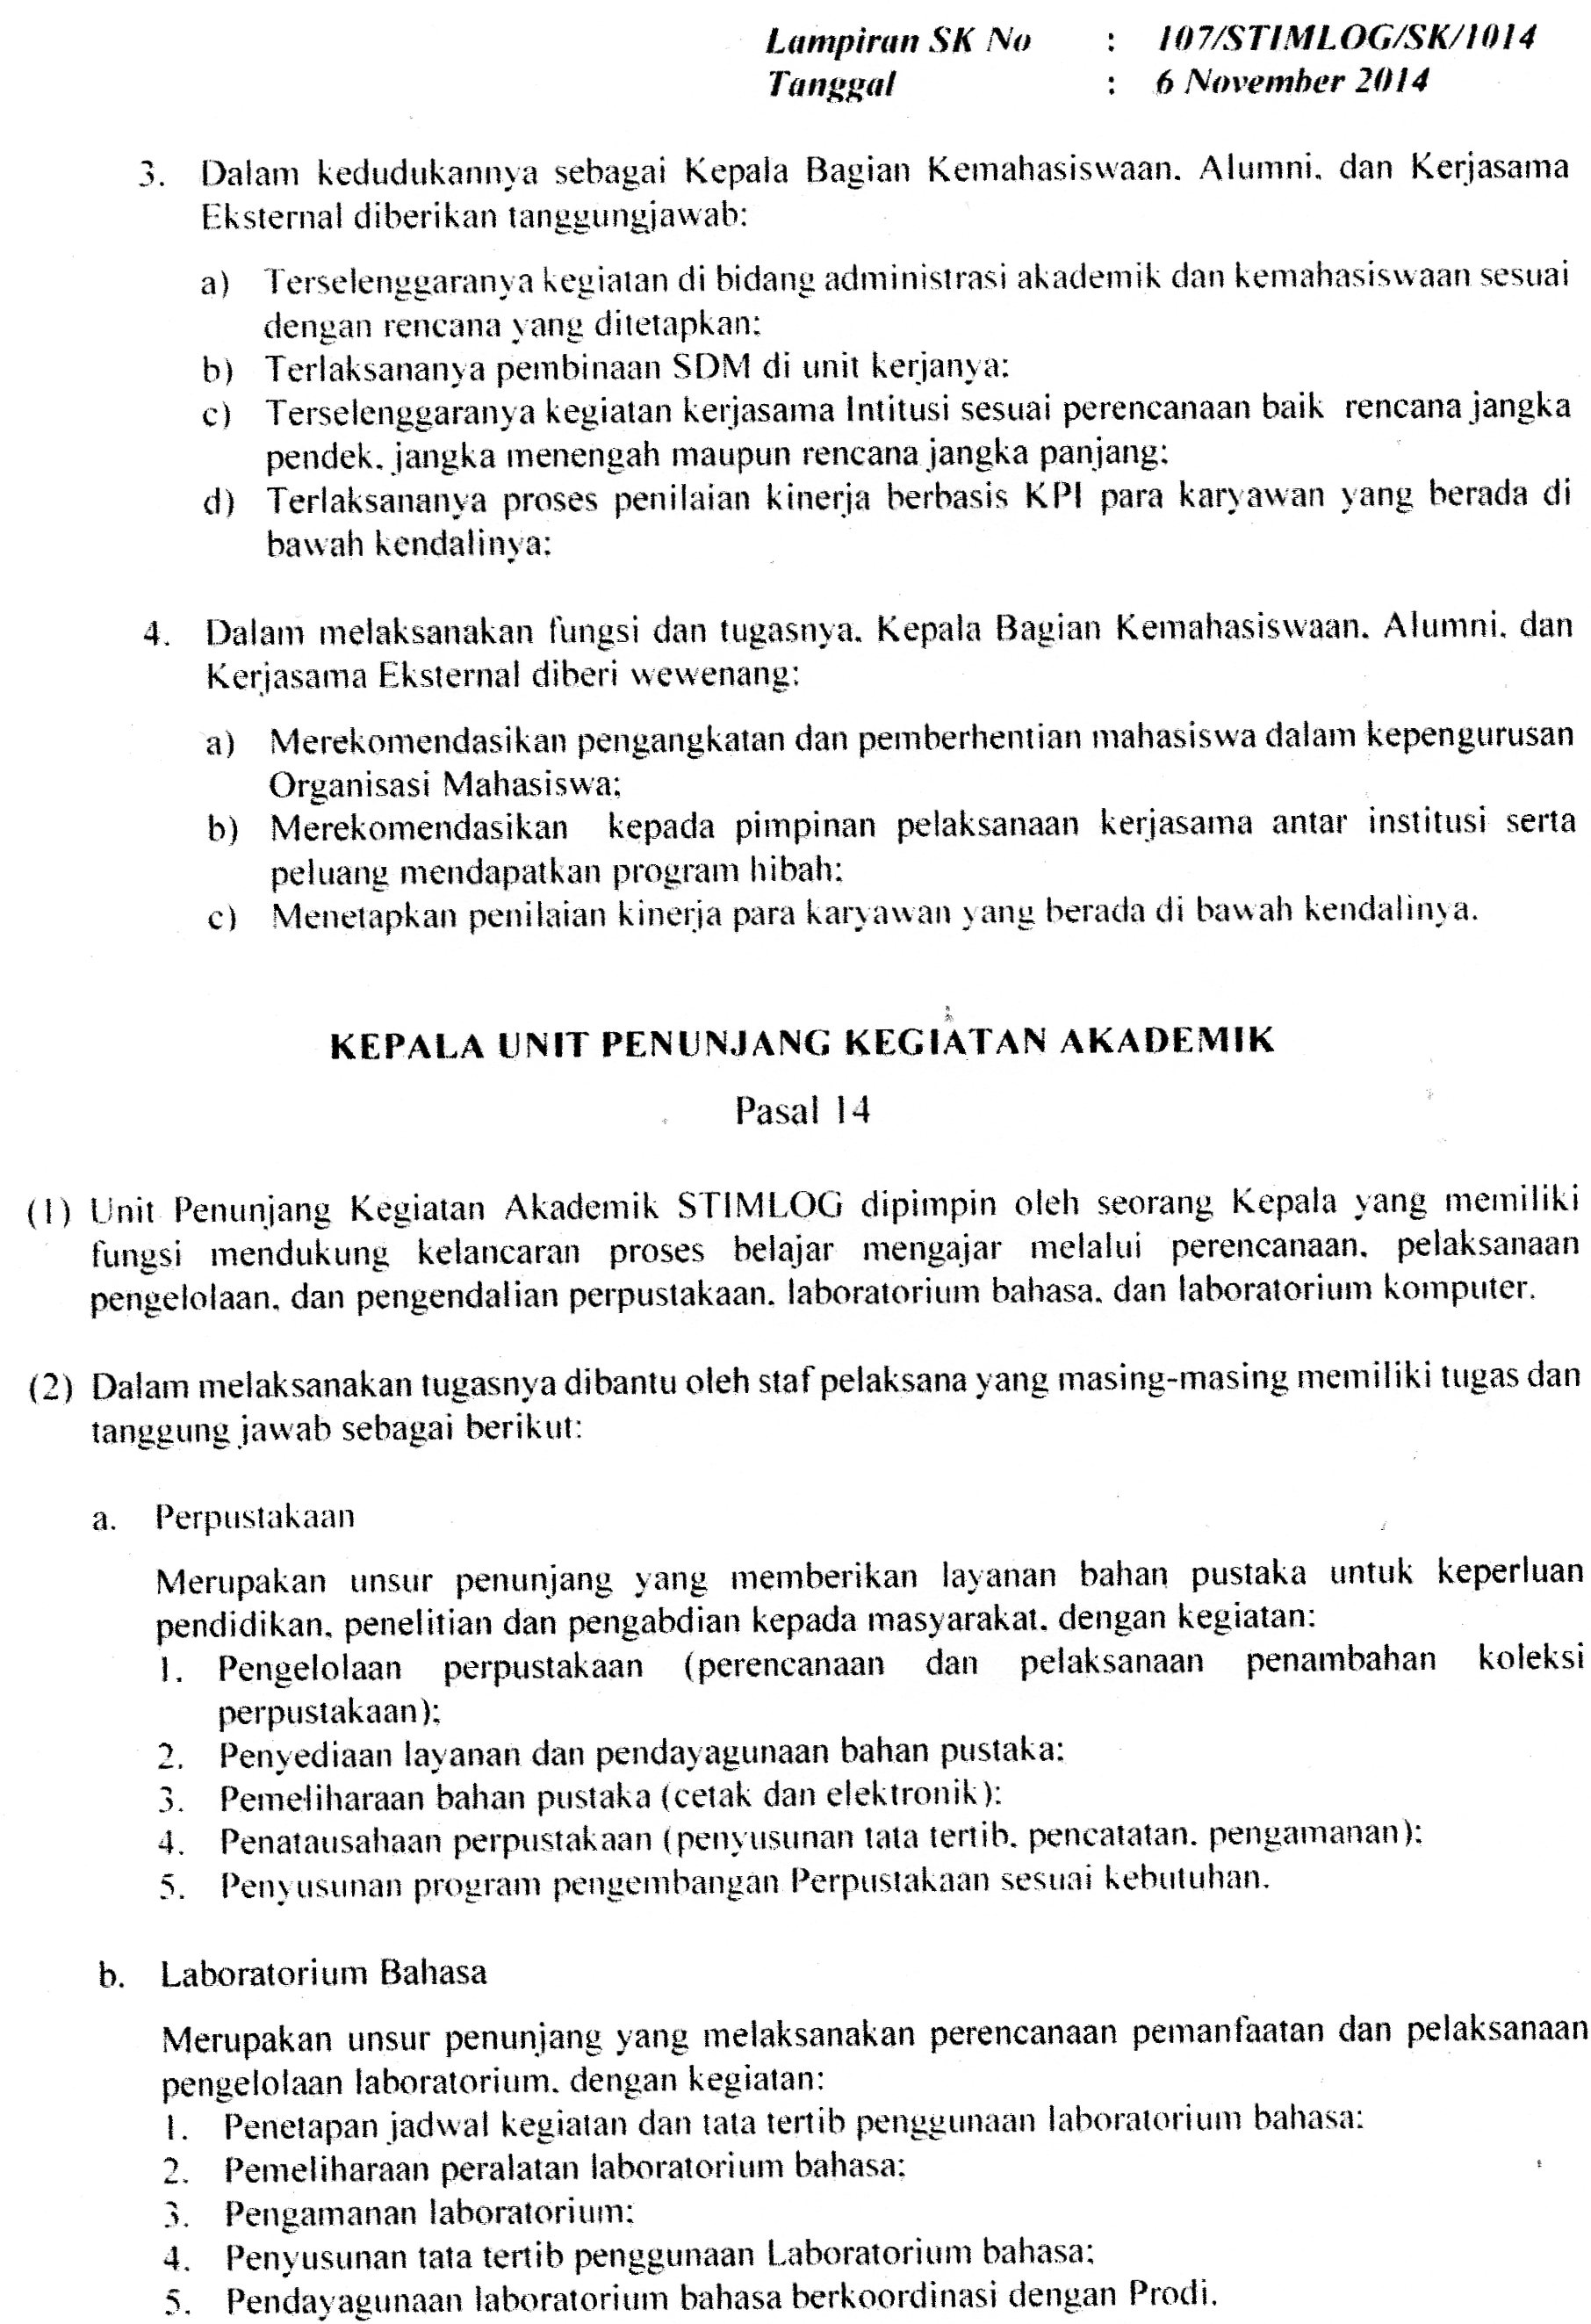 Lampiran SK No : 107/STIMLOG/SK/1014
Tanggal : 6 November 2014
3. Dalam kedudukannya sebagai Kepala Bagian Kemahasiswaan, Alumni, dan Kerjasama
Eksternal diberikan tanggungjawab:
a) Terselenggaranya kegiatan di bidang administrasi akademik dan kemahasiswaan sesuai
dengan rencana yang ditetapkan;
b) Terlaksananya pembinaan SDM di unit kerjanya;
c) Terselenggaranya kegiatan kerjasama Intitusi sesuai perencanaan baik rencana jangka
pendek, jangka menengah maupun rencana jangka panjang;
d) Terlaksananya proses penilaian kinerja berbasis KPI para karyawan yang berada di
bawah kendalinya;
4. Dalam melaksanakan fungsi dan tugasnya, Kepala Bagian Kemahasiswaan, Alumni, dan
Kerjasama Eksternal diberi wewenang:
a) Merekomendasikan pengangkatan dan pemberhentian mahasiswa dalam kepengurusan
Organisasi Mahasiswa;
b) Merekomendasikan kepada pimpinan pelaksanaan kerjasama antar institusi serta
peluang mendapatkan program hibah;
c) Menetapkan penilaian kinerja para karyawan yang berada di bawah kendalinya.
KEPALA UNIT PENUNJANG KEGIATAN AKADEMIK
Pasal 14
(1) Unit Penunjang Kegiatan Akademik STIMLOG dipimpin oleh seorang Kepala yang memiliki
fungsi mendukung kelancaran proses belajar mengajar melalui perencanaan, pelaksanaan
pengelolaan, dan pengendalian perpustakaan, laboratorium bahasa, dan laboratorium komputer.
(2) Dalam melaksanakan tugasnya dibantu oleh staf pelaksana yang masing-masing memiliki tugas dan
tanggung jawab sebagai berikut:
a. Perpustakaan
Merupakan unsur penunjang yang memberikan layanan bahan pustaka untuk keperluan
pendidikan, penelitian dan pengabdian kepada masyarakat, dengan kegiatan:
1. Pengelolaan perpustakaan (perencanaan dan pelaksanaan penambahan koleksi
perpustakaan);
2. Penyediaan layanan dan pendayagunaan bahan pustaka;
3. Pemeliharaan bahan pustaka (cetak dan elektronik);
4. Penatausahaan perpustakaan (penyusunan tata tertib, pencatatan, pengamanan);
5. Penyusunan program pengembangan Perpustakaan sesuai kebutuhan.
b. Laboratorium Bahasa
Merupakan unsur penunjang yang melaksanakan perencanaan pemanfaatan dan pelaksanaan
pengelolaan laboratorium, dengan kegiatan:
1. Penetapan jadwal kegiatan dan tata tertib penggunaan laboratorium bahasa;
2. Pemeliharaan peralatan laboratorium bahasa;
3. Pengamanan laboratorium;
4. Penyusunan tata tertib penggunaan Laboratorium bahasa;
5. Pendayagunaan laboratorium bahasa berkoordinasi dengan Prodi.